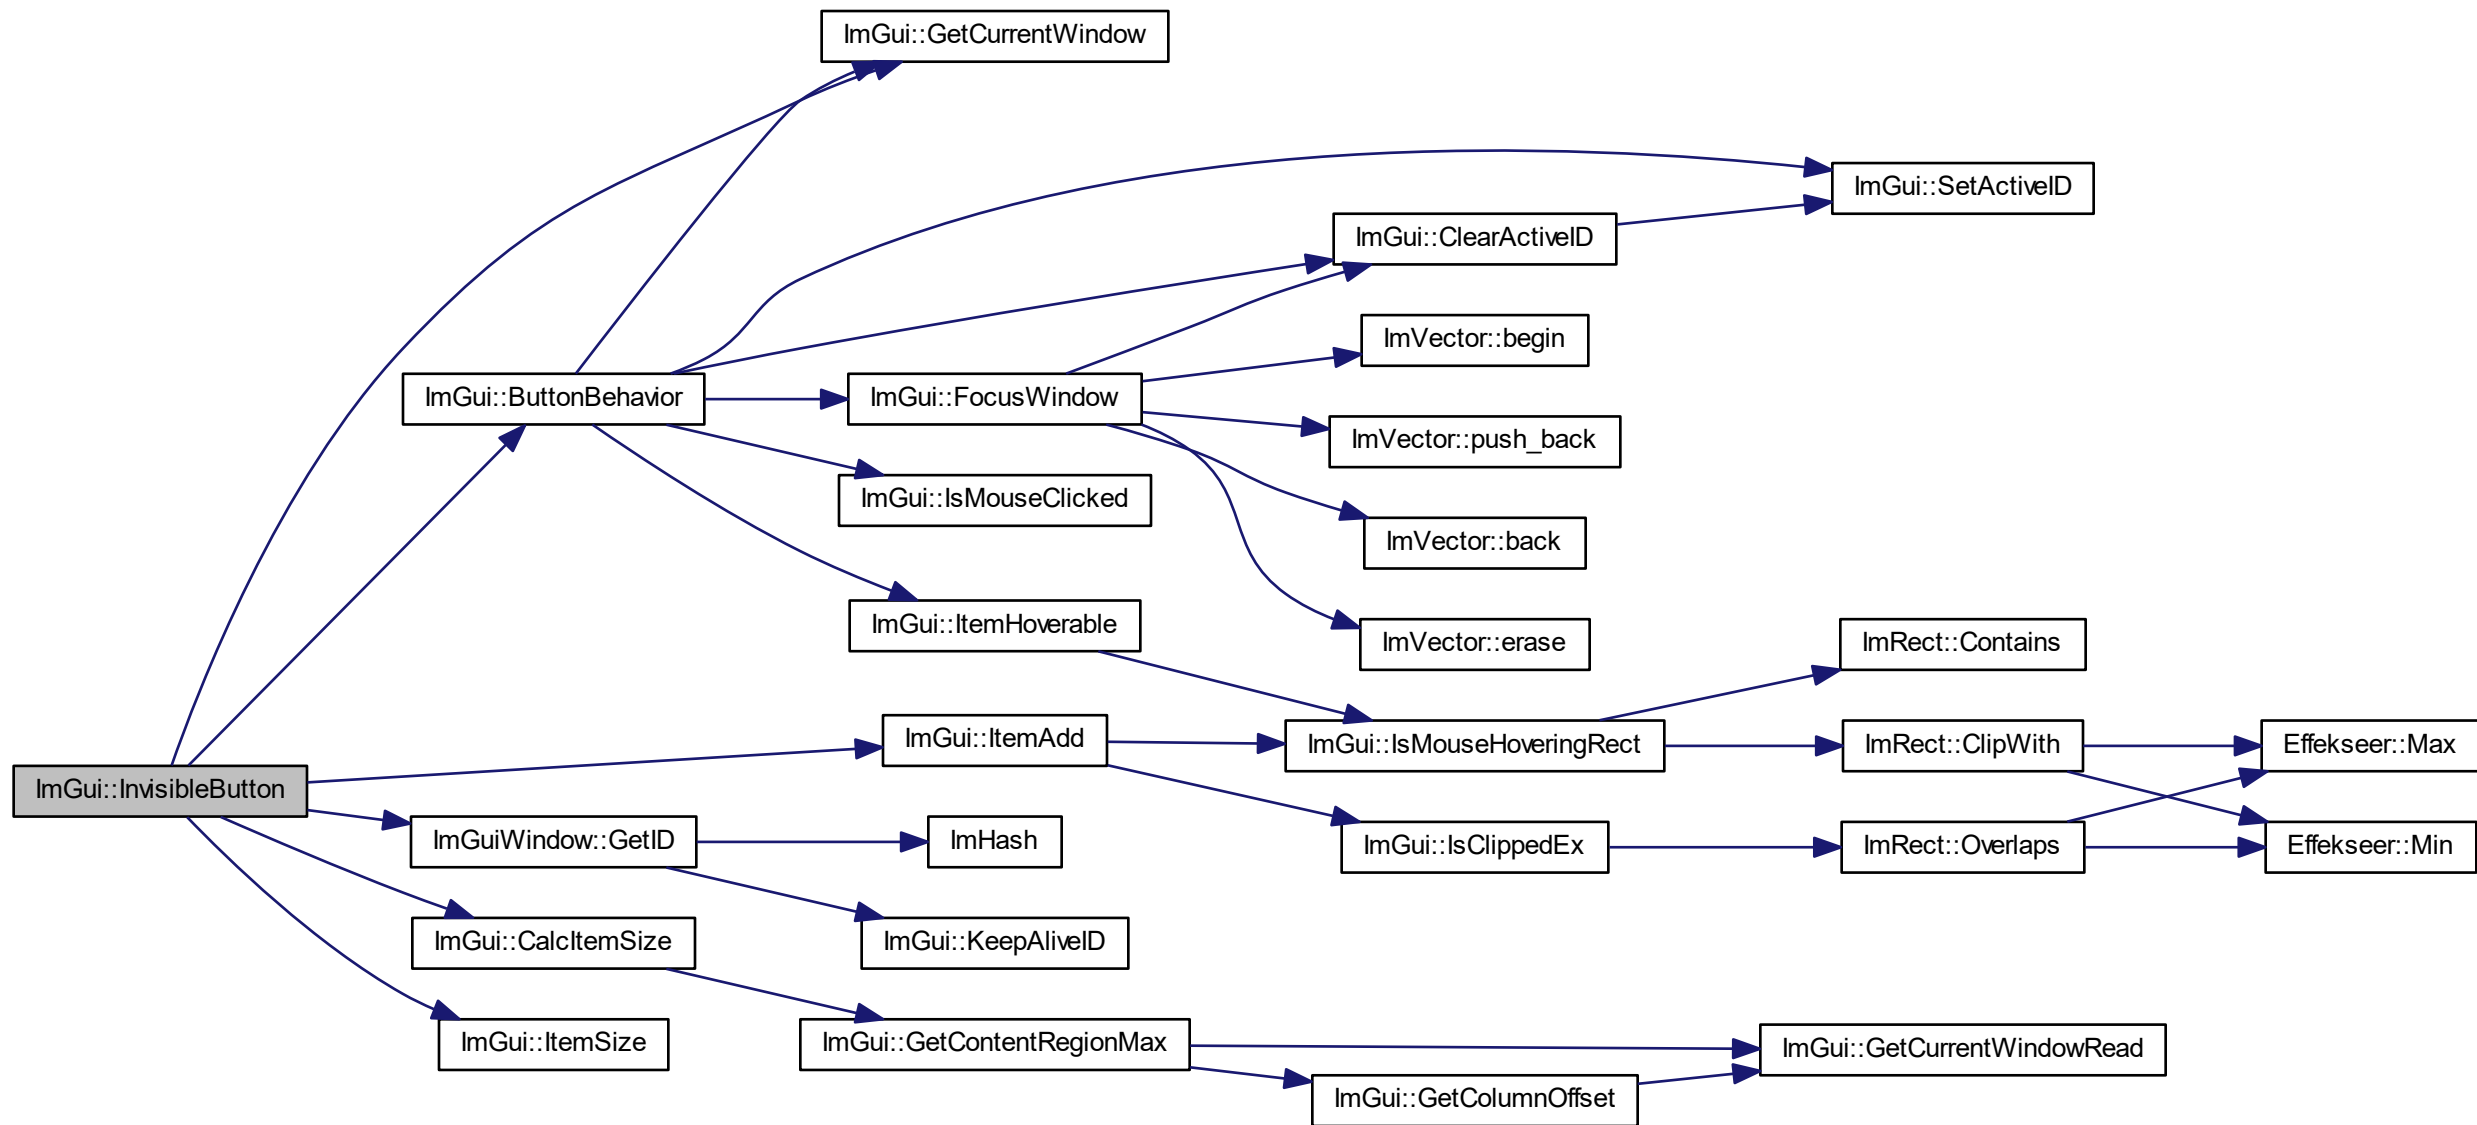 ImGui::GetCurrentWindow
ImGui::SetActiveID
ImGui::ClearActiveID
ImVector::begin
ImGui::ButtonBehavior
ImGui::FocusWindow
ImVector::push_back
ImGui::IsMouseClicked
ImVector::back
ImGui::ItemHoverable
ImVector::erase
ImRect::Contains
ImGui::ItemAdd
ImGui::IsMouseHoveringRect
ImRect::ClipWith
Effekseer::Max
ImGui::InvisibleButton
ImGuiWindow::GetID
ImHash
ImGui::IsClippedEx
ImRect::Overlaps
Effekseer::Min
ImGui::CalcItemSize
ImGui::KeepAliveID
ImGui::ItemSize
ImGui::GetContentRegionMax
ImGui::GetCurrentWindowRead
ImGui::GetColumnOffset